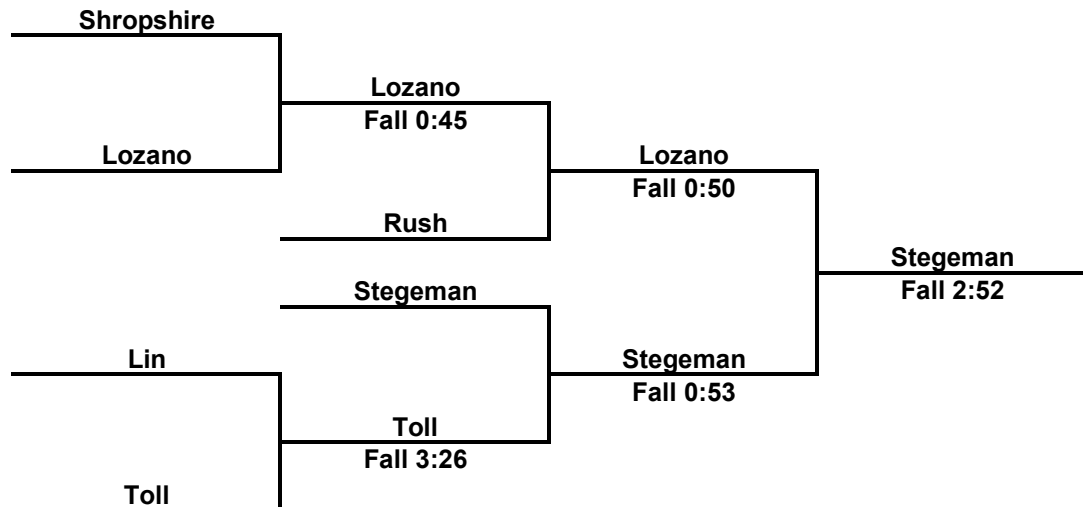 Shropshire
Lozano
Fall 0:45
Lozano
Lozano
Fall 0:50
Rush
Stegeman
Fall 2:52
Stegeman
Lin
Stegeman
Fall 0:53
Toll
Fall 3:26
Toll